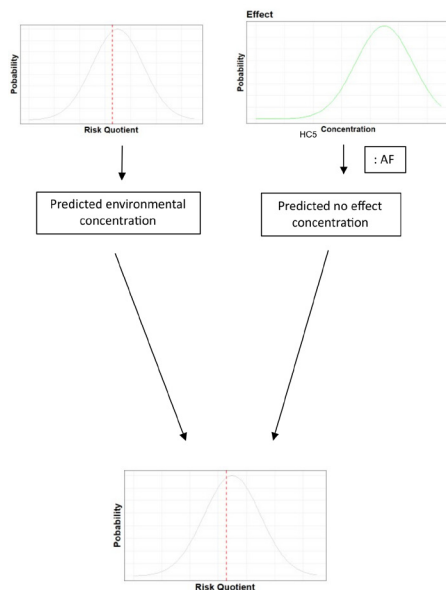 Effect
Pobability
Risk Quotient
Pobability
HC5
Concentration
: AF
Predicted environmental
concentration
Predicted no effect
concentration
Pobability
Risk Quotient